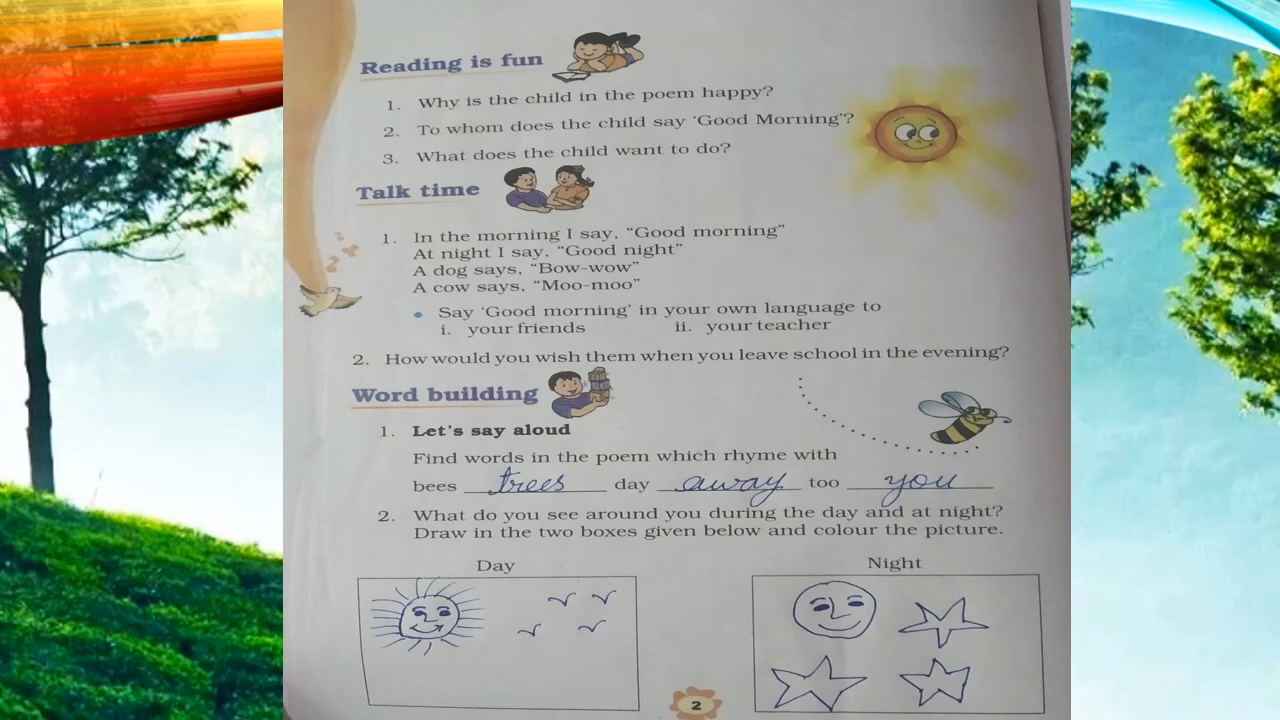 Reading is fun
1. Why is the child in the poem happy?
2. To whom does the child say 'Good Morning'?
3. What does the child want to do?
Talk time
1. In the morning I say, "Good morning"
At night I say, "Good night"
A dog says, "Bow-wow"
A cow says, "Moo-moo"
• Say 'Good morning' in your own language to
i. your friends ii. your teacher
2. How would you wish them when you leave school in the evening?
Word building
1. Let's say aloud
Find words in the poem which rhyme with
bees trees day away too you
2. What do you see around you during the day and at night?
Draw in the two boxes given below and colour the picture.
Day Night
2